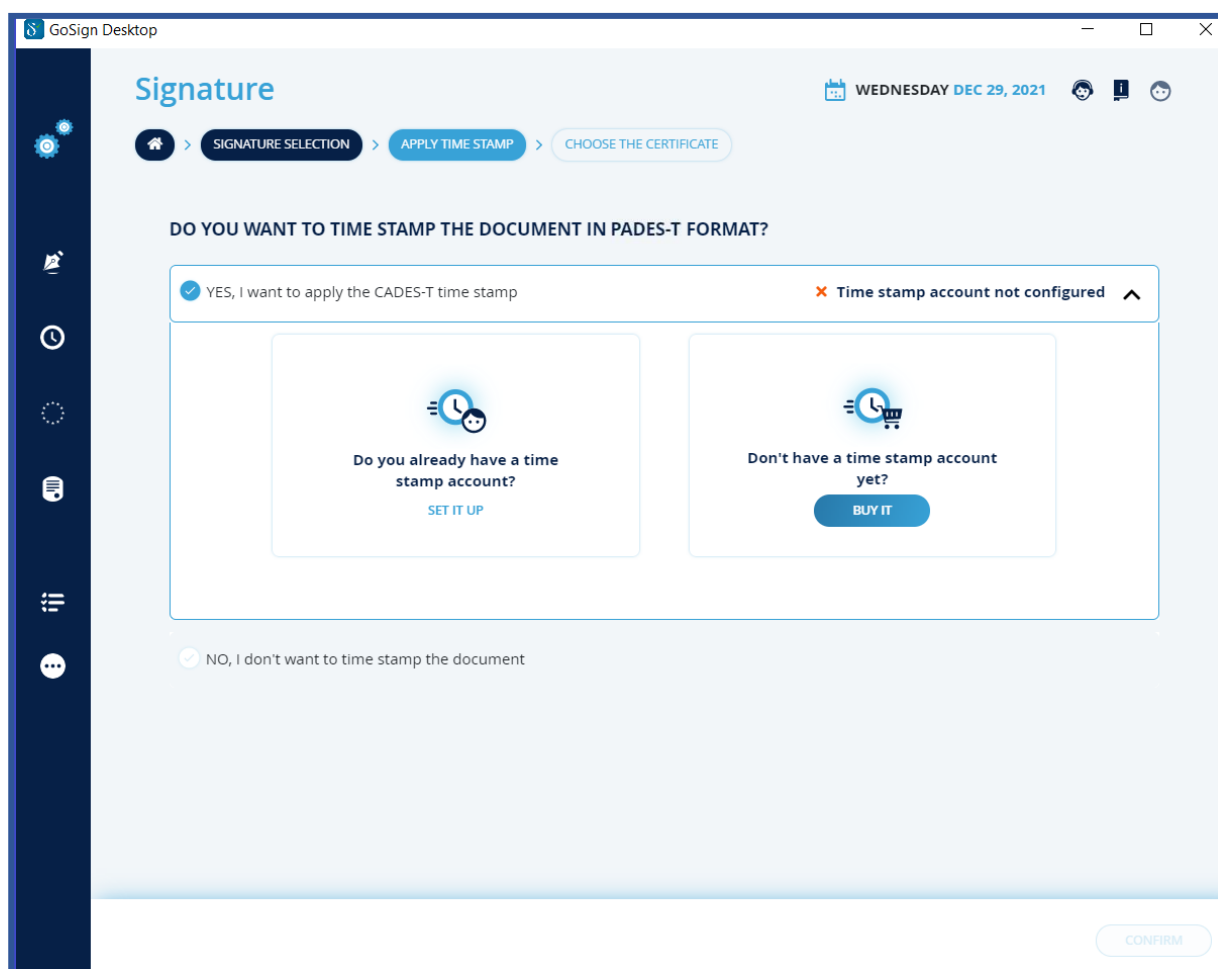 GoSign Desktop
Signature
WEDNESDAY DEC 29, 2021
SIGNATURE SELECTION > APPLY TIME STAMP > CHOOSE THE CERTIFICATE
DO YOU WANT TO TIME STAMP THE DOCUMENT IN PADES-T FORMAT?
YES, I want to apply the CADES-T time stamp
Time stamp account not configured
Do you already have a time
stamp account?
SET IT UP
Don't have a time stamp account
yet?
BUY IT
NO, I don't want to time stamp the document
CONFIRM